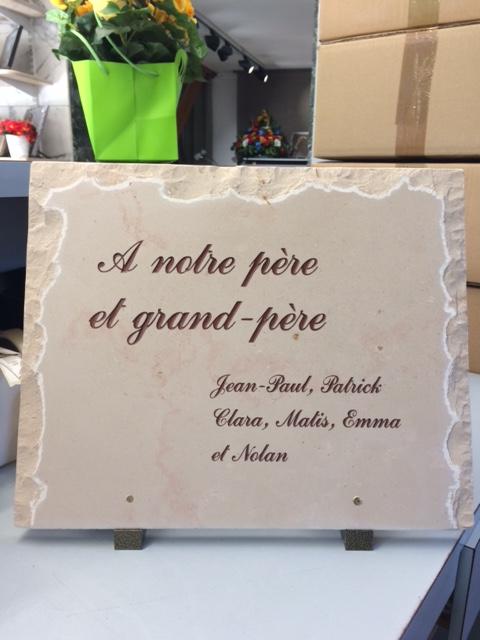 A notre père
et grand-père
Jean-Paul, Patrick
Clara, Matis, Emma
et Nolan